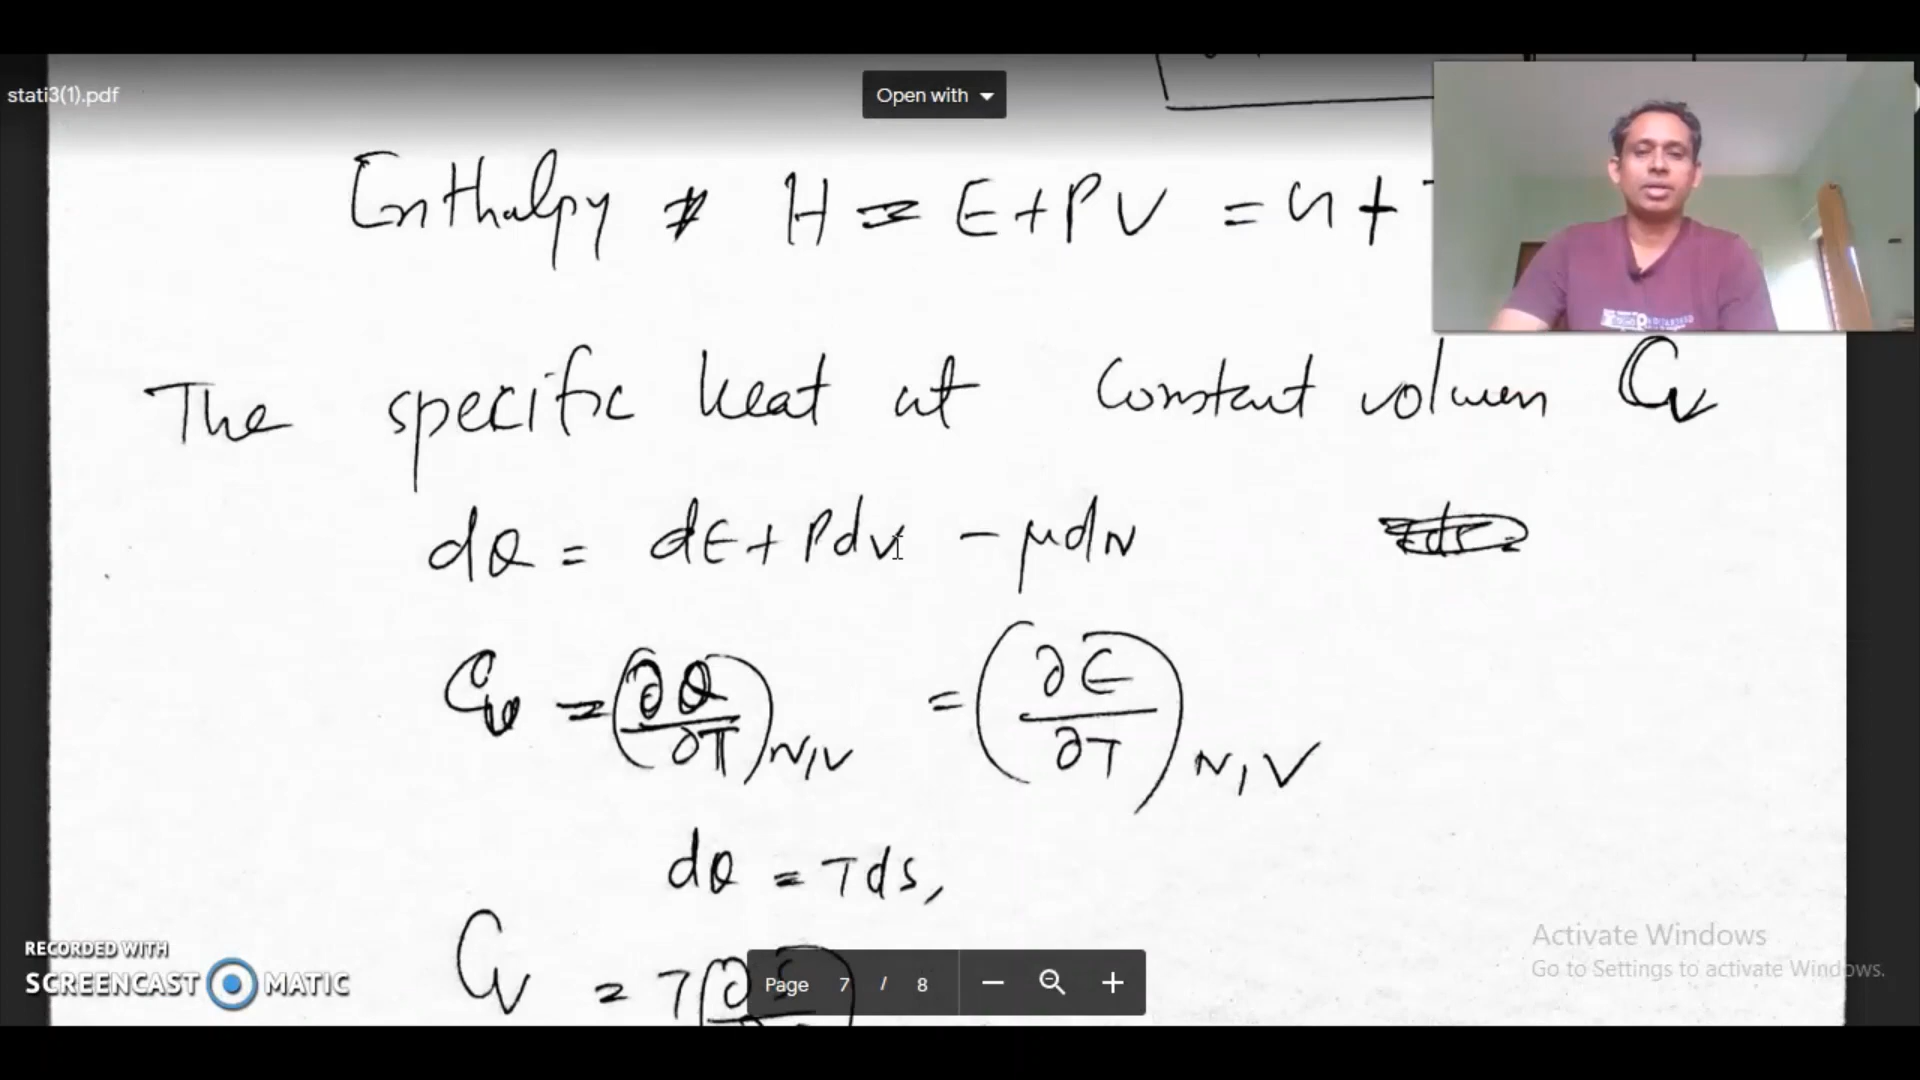 stati3(1).pdf
Open with
Enthalpy H = E + PV = u +
The specific heat at constant volumen Cv
dQ = dE + Pdv - μdN
Cv = (∂Q/∂T)N,V = (∂E/∂T)N,V
dQ = Tds,
Cv = T(∂
Page 7 / 8
RECORDED WITH
SCREENCAST MATIC
Activate Windows
Go to Settings to activate Windows.